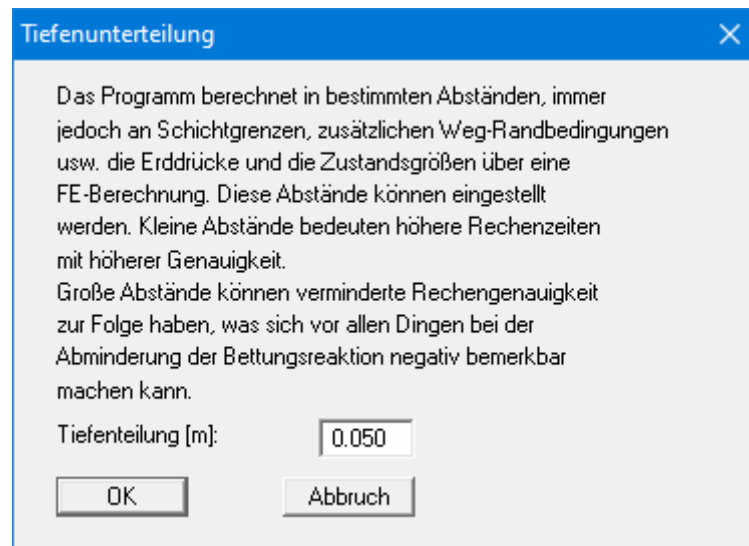 Tiefenunterteilung
Das Programm berechnet in bestimmten Abständen, immer
jedoch an Schichtgrenzen, zusätzlichen Weg-Randbedingungen
usw. die Erddrücke und die Zustandsgrößen über eine
FE-Berechnung. Diese Abstände können eingestellt
werden. Kleine Abstände bedeuten höhere Rechenzeiten
mit höherer Genauigkeit.
Große Abstände können verminderte Rechengenauigkeit
zur Folge haben, was sich vor allen Dingen bei der
Abminderung der Bettungsreaktion negativ bemerkbar
machen kann.
Tiefenteilung [m]: 0.050
OK Abbruch